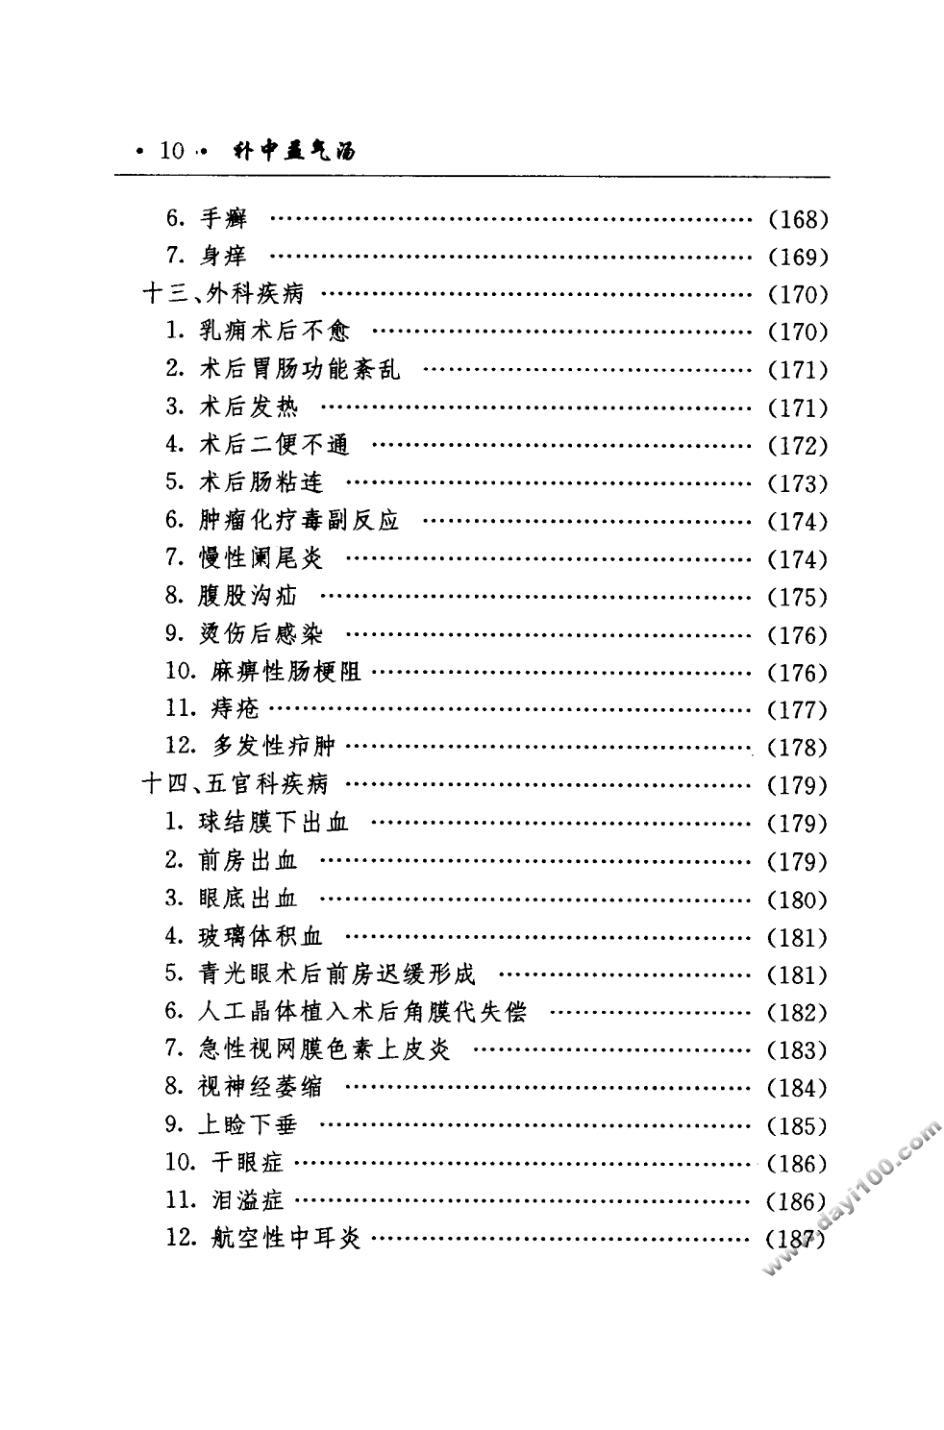 · 10 · 补中益气汤
6. 手癣 ………………………………………………… (168)
7. 身痒 ………………………………………………… (169)
十三、外科疾病 …………………………………………… (170)
1. 乳痈术后不愈 ……………………………………… (170)
2. 术后胃肠功能紊乱 ………………………………… (171)
3. 术后发热 …………………………………………… (171)
4. 术后二便不通 ……………………………………… (172)
5. 术后肠粘连 ………………………………………… (173)
6. 肿瘤化疗毒副反应 ………………………………… (174)
7. 慢性阑尾炎 ………………………………………… (174)
8. 腹股沟疝 …………………………………………… (175)
9. 烫伤后感染 ………………………………………… (176)
10. 麻痹性肠梗阻 ……………………………………… (176)
11. 痔疮 ………………………………………………… (177)
12. 多发性疖肿 ………………………………………… (178)
十四、五官科疾病 ………………………………………… (179)
1. 球结膜下出血 ……………………………………… (179)
2. 前房出血 …………………………………………… (179)
3. 眼底出血 …………………………………………… (180)
4. 玻璃体积血 ………………………………………… (181)
5. 青光眼术后前房迟缓形成 ………………………… (181)
6. 人工晶体植入术后角膜代失偿 …………………… (182)
7. 急性视网膜色素上皮炎 …………………………… (183)
8. 视神经萎缩 ………………………………………… (184)
9. 上睑下垂 …………………………………………… (185)
10. 干眼症 ……………………………………………… (186)
11. 泪溢症 ……………………………………………… (186)
12. 航空性中耳炎 ……………………………………… (187)
www.dayi100.com